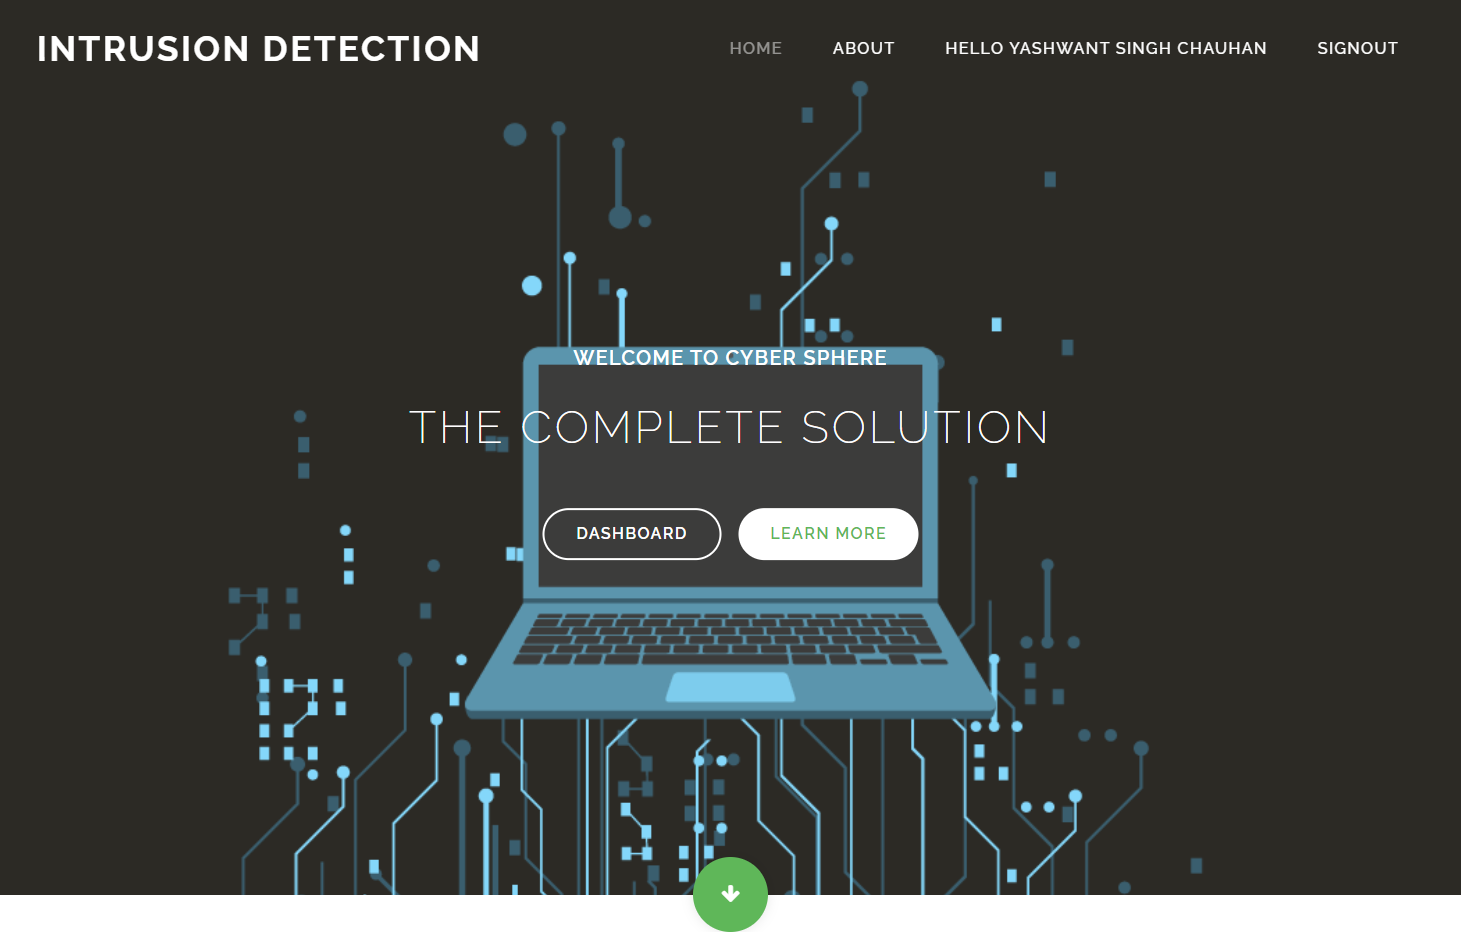 INTRUSION DETECTION
HOME ABOUT HELLO YASHWANT SINGH CHAUHAN SIGNOUT
WELCOME TO CYBER SPHERE
THE COMPLETE SOLUTION
DASHBOARD LEARN MORE